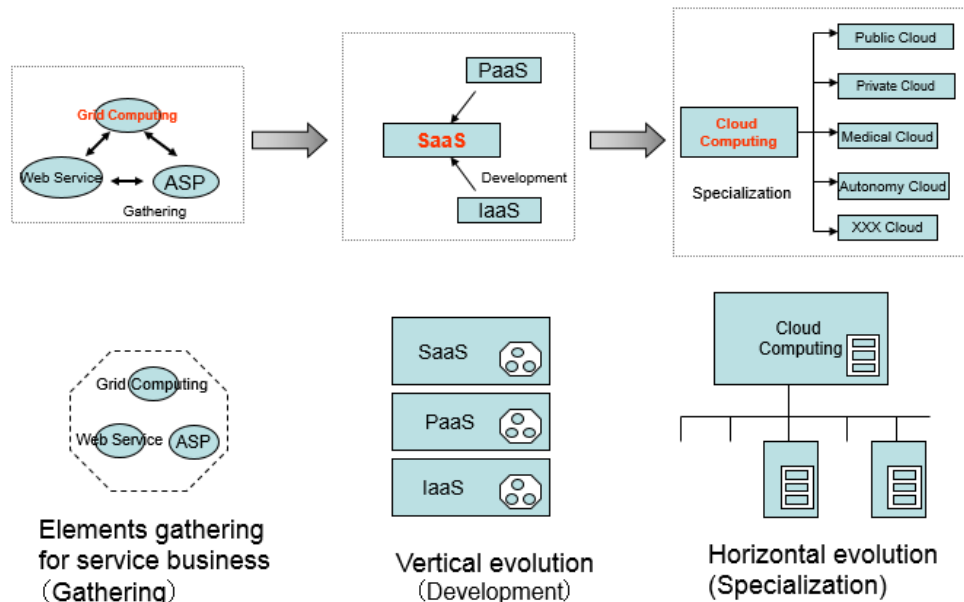 Grid Computing
Web Service
ASP
Gathering
PaaS
SaaS
Development
IaaS
Cloud
Computing
Specialization
Public Cloud
Private Cloud
Medical Cloud
Autonomy Cloud
XXX Cloud
Grid Computing
Web Service
ASP
Elements gathering
for service business
（Gathering）
SaaS
PaaS
IaaS
Vertical evolution
（Development）
Cloud
Computing
Horizontal evolution
(Specialization)